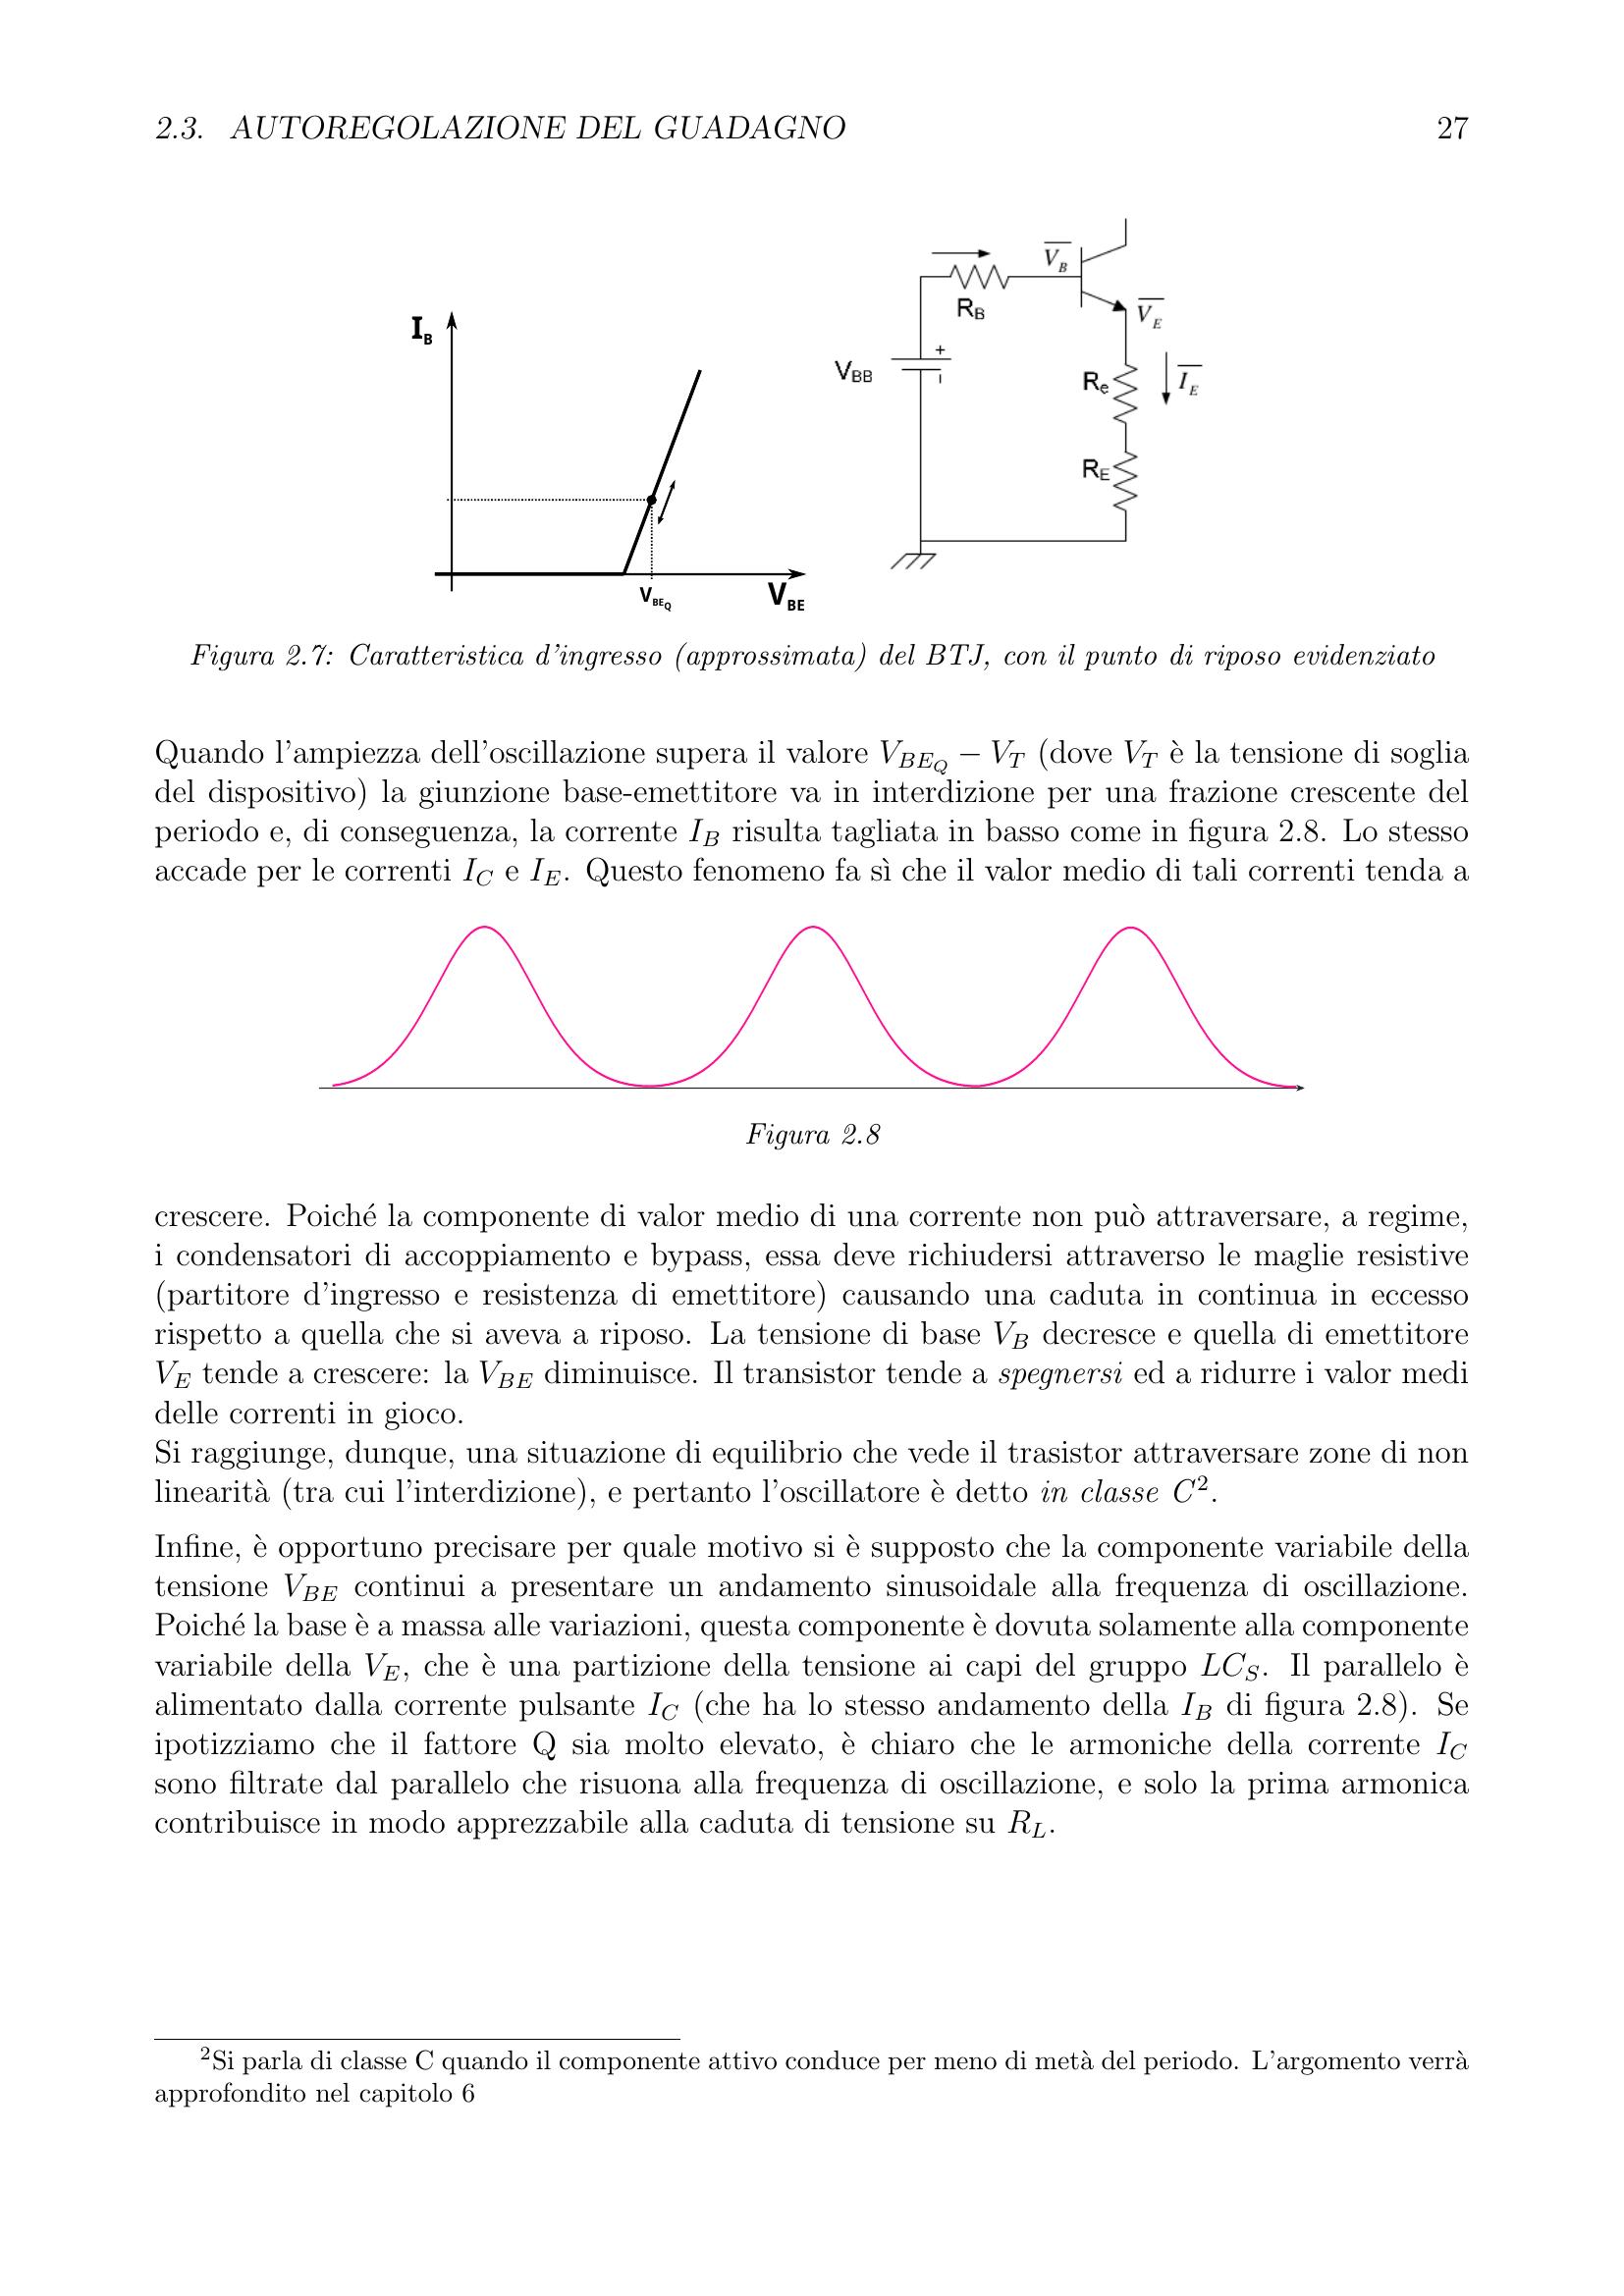 2.3. AUTOREGOLAZIONE DEL GUADAGNO 27
I_B
V_BE_Q
V_BE
V_B
R_B
V_E
+
V_BB
R_e
I_E
R_E
Figura 2.7: Caratteristica d'ingresso (approssimata) del BTJ, con il punto di riposo evidenziato
Quando l'ampiezza dell'oscillazione supera il valore V_{BE_Q} − V_T (dove V_T è la tensione di soglia
del dispositivo) la giunzione base-emettitore va in interdizione per una frazione crescente del
periodo e, di conseguenza, la corrente I_B risulta tagliata in basso come in figura 2.8. Lo stesso
accade per le correnti I_C e I_E. Questo fenomeno fa sì che il valor medio di tali correnti tenda a
Figura 2.8
crescere. Poiché la componente di valor medio di una corrente non può attraversare, a regime,
i condensatori di accoppiamento e bypass, essa deve richiudersi attraverso le maglie resistive
(partitore d'ingresso e resistenza di emettitore) causando una caduta in continua in eccesso
rispetto a quella che si aveva a riposo. La tensione di base V_B decresce e quella di emettitore
V_E tende a crescere: la V_BE diminuisce. Il transistor tende a spegnersi ed a ridurre i valor medi
delle correnti in gioco.
Si raggiunge, dunque, una situazione di equilibrio che vede il trasistor attraversare zone di non
linearità (tra cui l'interdizione), e pertanto l'oscillatore è detto in classe C².
Infine, è opportuno precisare per quale motivo si è supposto che la componente variabile della
tensione V_BE continui a presentare un andamento sinusoidale alla frequenza di oscillazione.
Poiché la base è a massa alle variazioni, questa componente è dovuta solamente alla componente
variabile della V_E, che è una partizione della tensione ai capi del gruppo LC_S. Il parallelo è
alimentato dalla corrente pulsante I_C (che ha lo stesso andamento della I_B di figura 2.8). Se
ipotizziamo che il fattore Q sia molto elevato, è chiaro che le armoniche della corrente I_C
sono filtrate dal parallelo che risuona alla frequenza di oscillazione, e solo la prima armonica
contribuisce in modo apprezzabile alla caduta di tensione su R_L.
²Si parla di classe C quando il componente attivo conduce per meno di metà del periodo. L'argomento verrà
approfondito nel capitolo 6